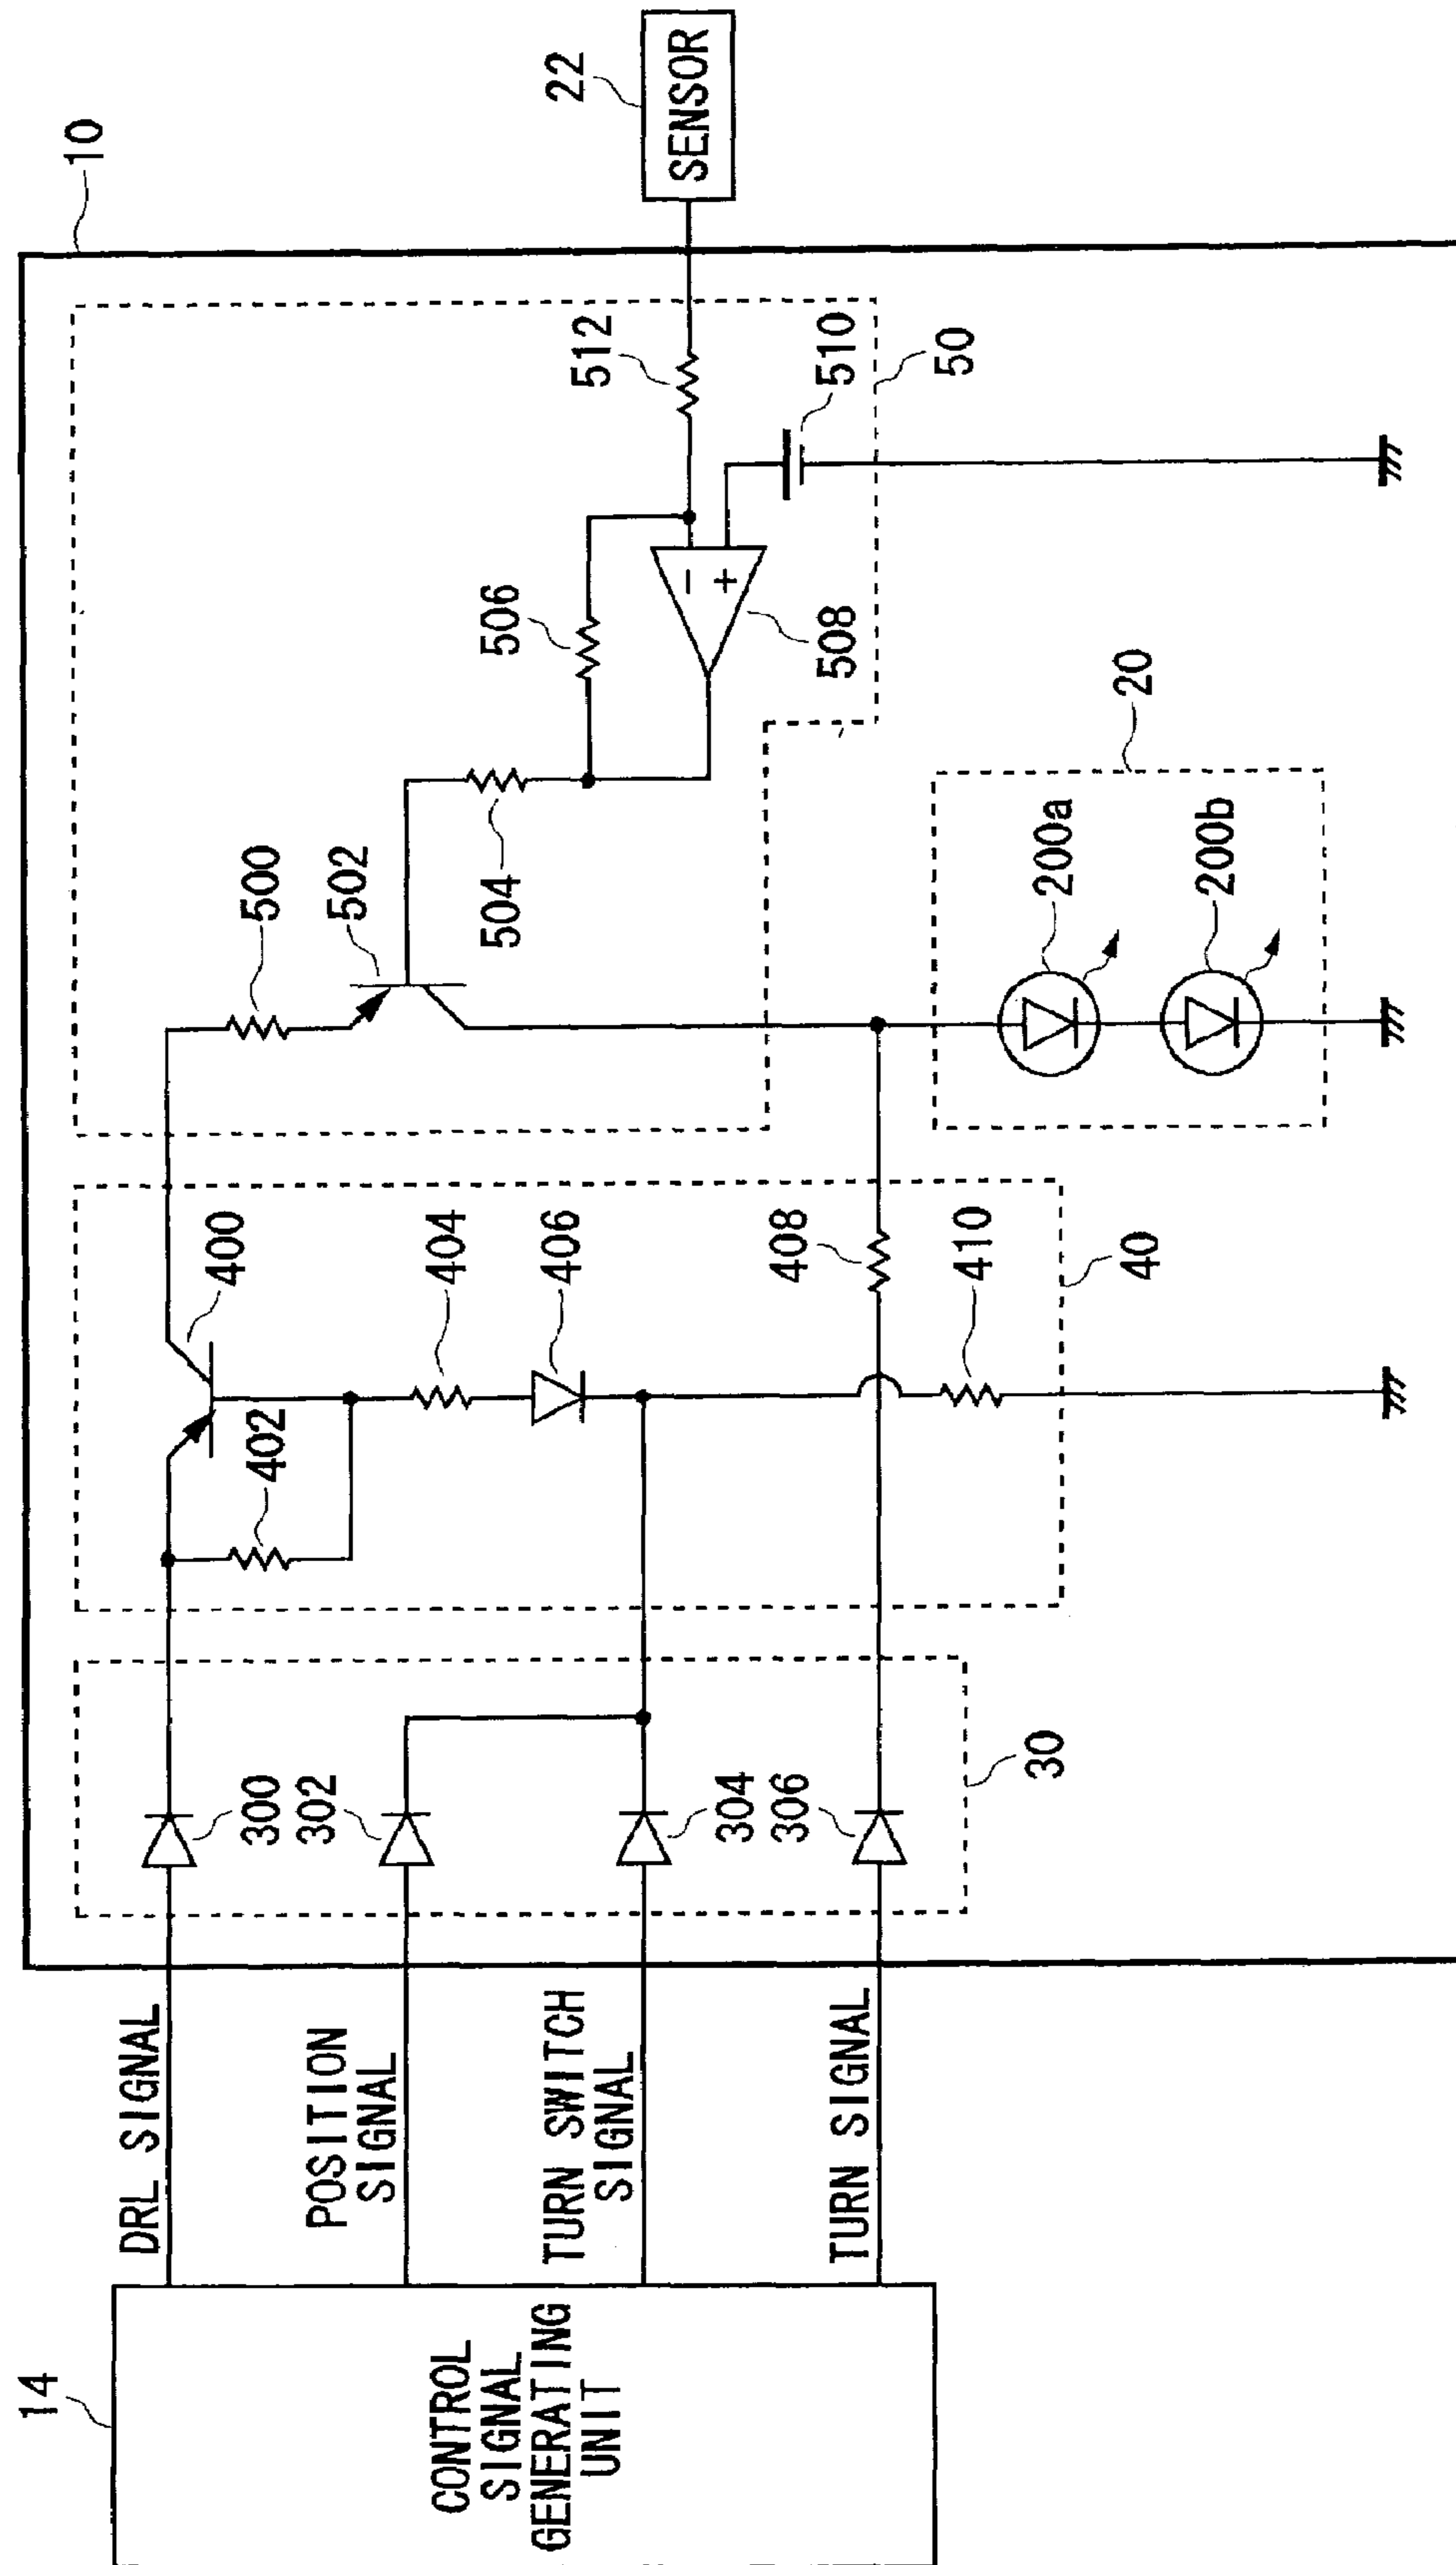 14
CONTROL
SIGNAL
GENERATING
UNIT
DRL SIGNAL
POSITION
SIGNAL
TURN SWITCH
SIGNAL
TURN SIGNAL
10
300
302
304
306
30
400
402
404
406
408
410
40
500
502
504
506
508
-
+
510
512
50
200a
200b
20
22
SENSOR